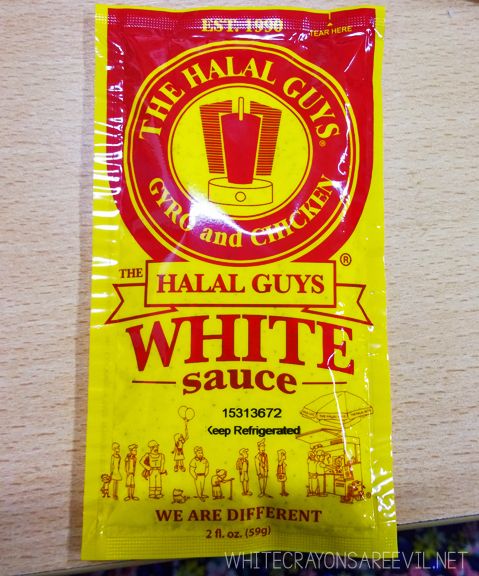 EST. 1990
TEAR HERE
THE HALAL GUYS®
GYRO and CHICKEN
THE
HALAL GUYS ®
WHITE
sauce
15313672
Keep Refrigerated
WE ARE DIFFERENT
2 fl. oz. (59g)
WHITECRAYONSAREEVIL.NET